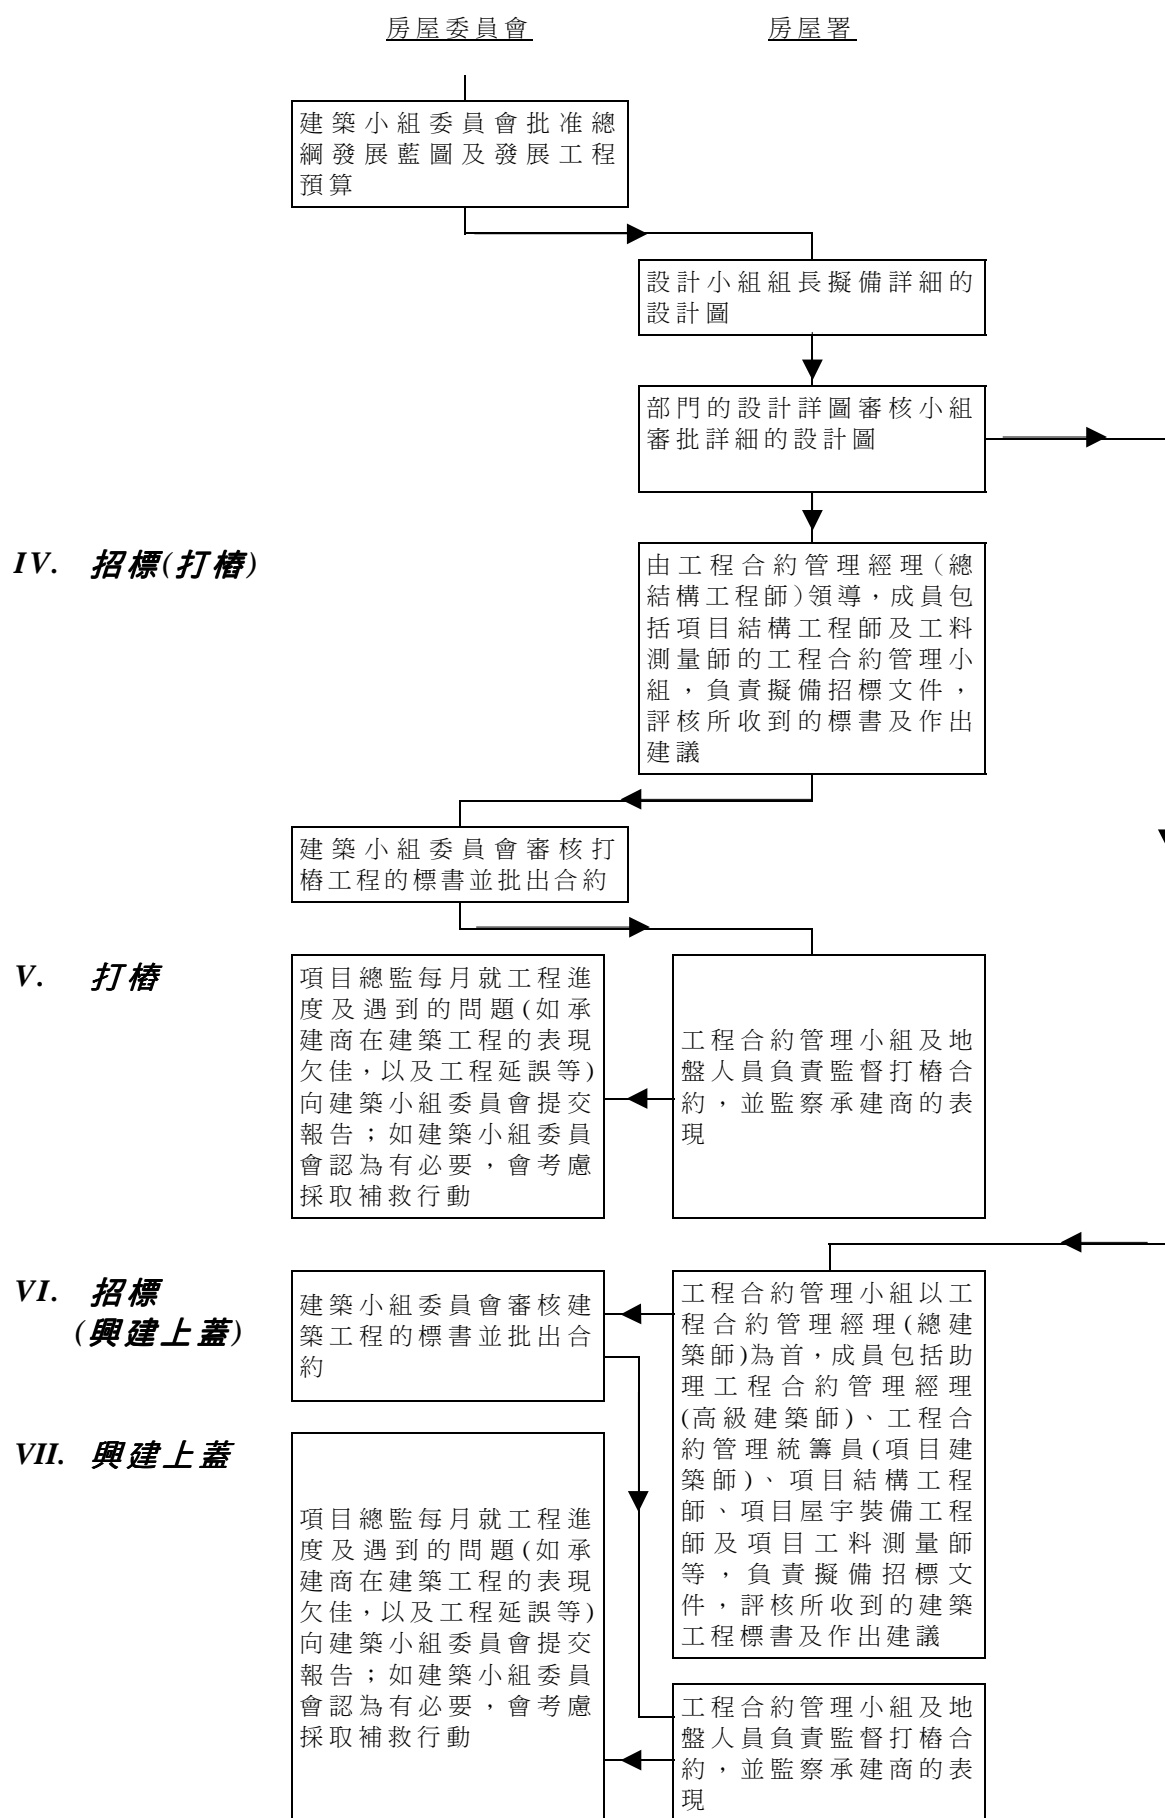 房屋委員會
房屋署
建築小組委員會批准總
綱發展藍圖及發展工程
預算
設計小組組長擬備詳細的
設計圖
部門的設計詳圖審核小組
審批詳細的設計圖
IV. 招標(打樁)
由工程合約管理經理(總
結構工程師)領導，成員包
括項目結構工程師及工料
測量師的工程合約管理小
組，負責擬備招標文件，
評核所收到的標書及作出
建議
建築小組委員會審核打
樁工程的標書並批出合約
V. 打樁
項目總監每月就工程進
度及遇到的問題(如承
建商在建築工程的表現
欠佳，以及工程延誤等)
向建築小組委員會提交
報告；如建築小組委員
會認為有必要，會考慮
採取補救行動
工程合約管理小組及地
盤人員負責監督打樁合
約，並監察承建商的表
現
VI. 招標
(興建上蓋)
建築小組委員會審核建
築工程的標書並批出合
約
工程合約管理小組以工
程合約管理經理(總建
築師)為首，成員包括助
理工程合約管理經理
(高級建築師)、工程合
約管理統籌員(項目建
築師)、項目結構工程
師、項目屋宇裝備工程
師及項目工料測量師
等，負責擬備招標文
件，評核所收到的建築
工程標書及作出建議
VII. 興建上蓋
項目總監每月就工程進
度及遇到的問題(如承
建商在建築工程的表現
欠佳，以及工程延誤等)
向建築小組委員會提交
報告；如建築小組委員
會認為有必要，會考慮
採取補救行動
工程合約管理小組及地
盤人員負責監督打樁合
約，並監察承建商的表
現